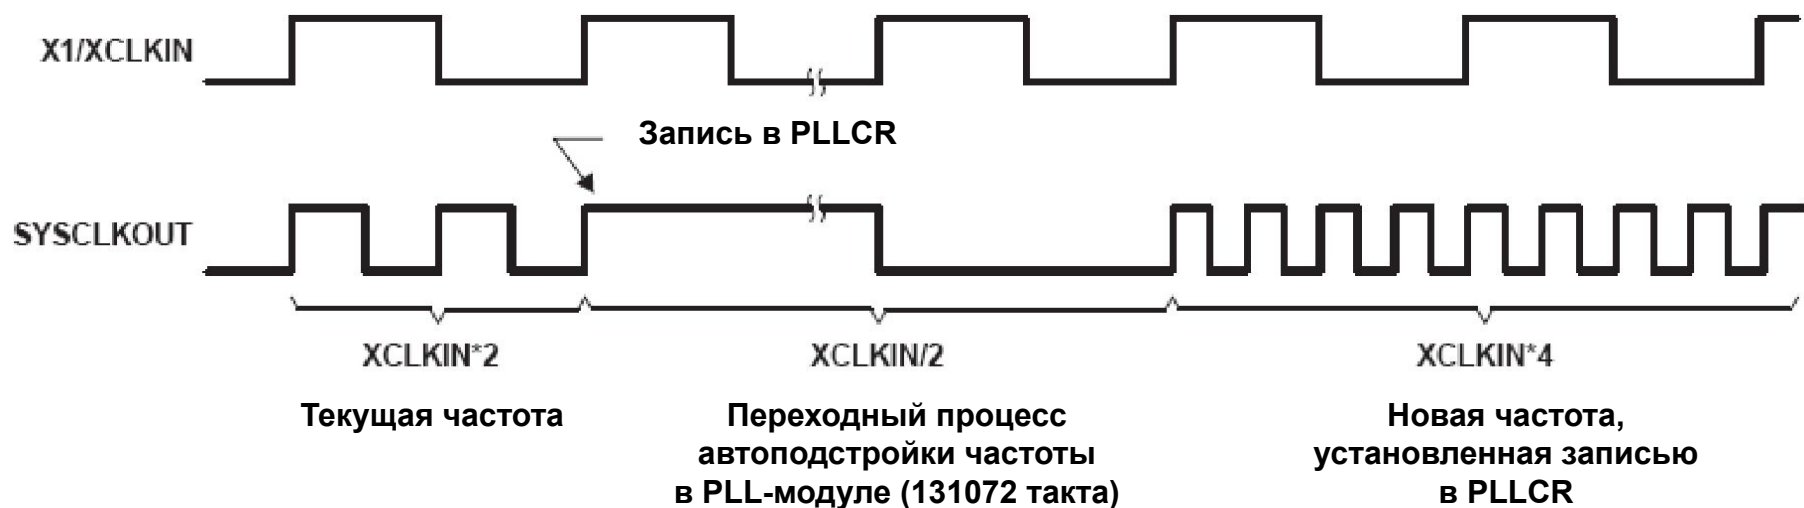 X1/XCLKIN
Запись в PLLCR
SYSCLKOUT
XCLKIN*2
XCLKIN/2
XCLKIN*4
Текущая частота
Переходный процесс
автоподстройки частоты
в PLL-модуле (131072 такта)
Новая частота,
установленная записью
в PLLCR